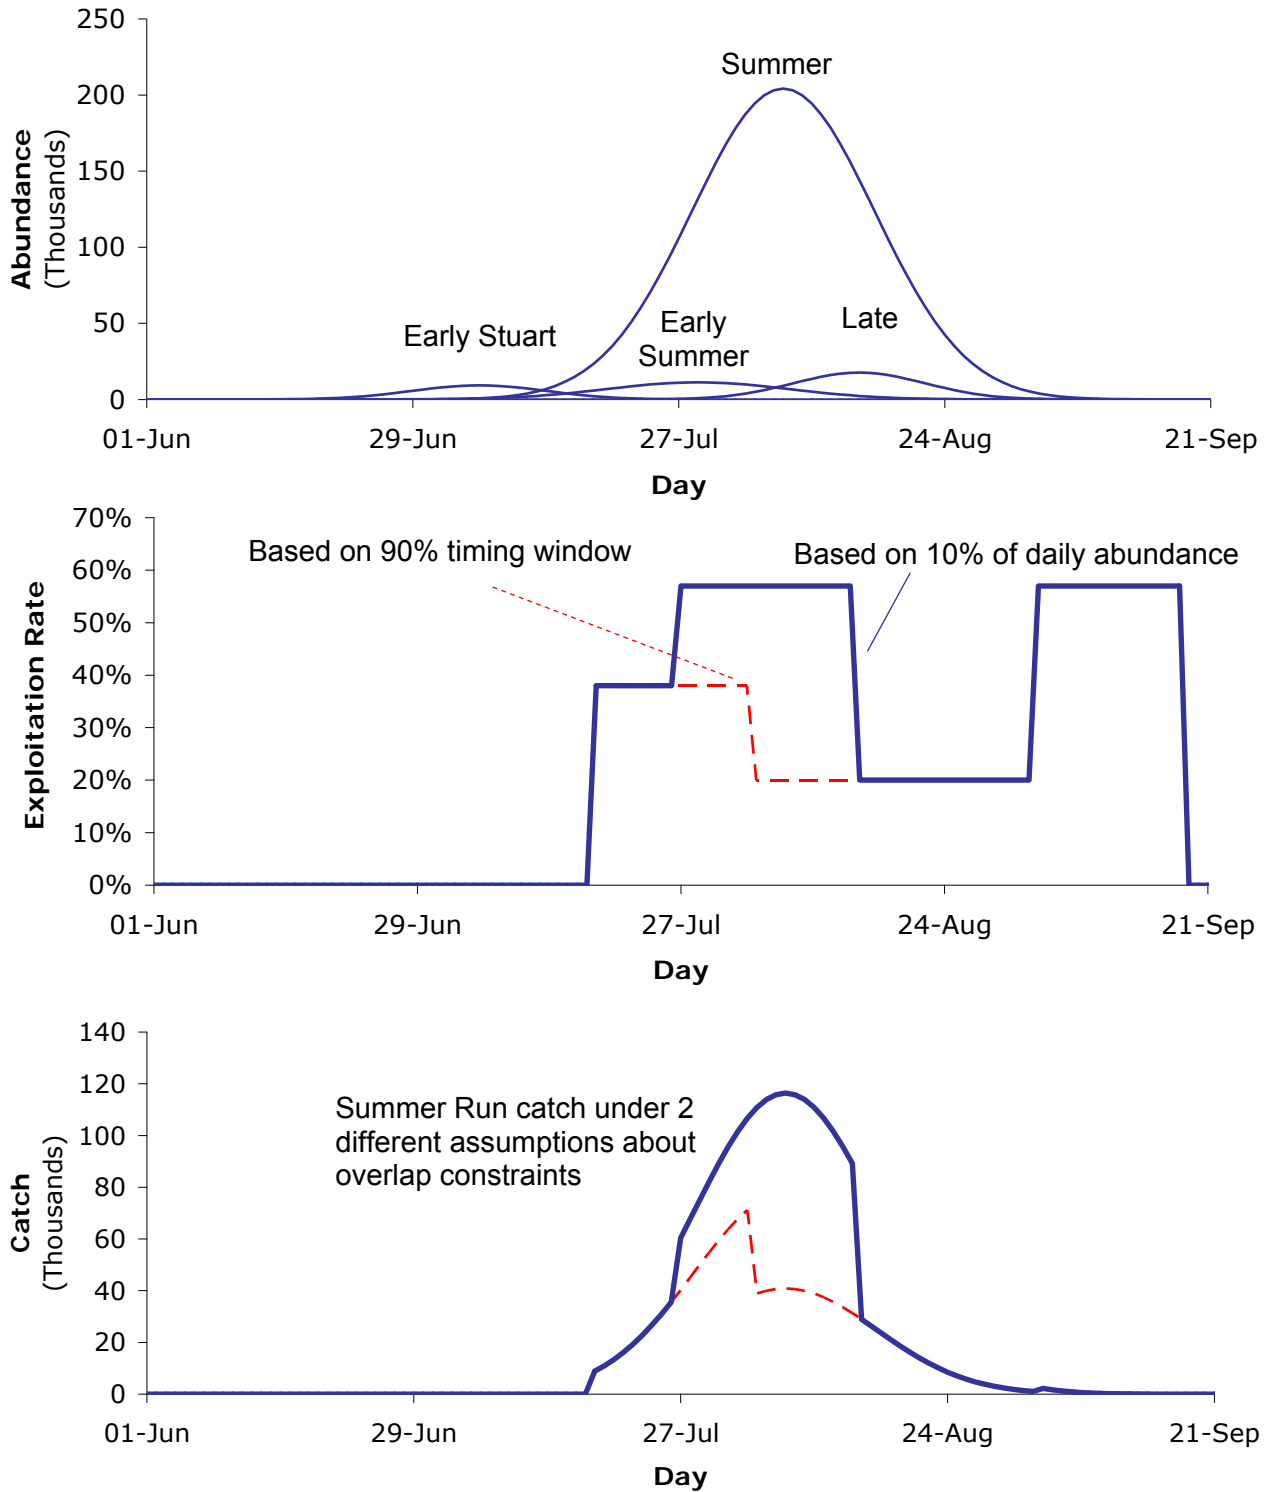 250
200
150
100
50
0
Abundance
(Thousands)
Summer
Early Stuart
Early
Summer
Late
01-Jun
29-Jun
27-Jul
24-Aug
21-Sep
Day
70%
60%
50%
40%
30%
20%
10%
0%
Exploitation Rate
Based on 90% timing window
Based on 10% of daily abundance
01-Jun
29-Jun
27-Jul
24-Aug
21-Sep
Day
140
120
100
80
60
40
20
0
Catch
(Thousands)
Summer Run catch under 2
different assumptions about
overlap constraints
01-Jun
29-Jun
27-Jul
24-Aug
21-Sep
Day